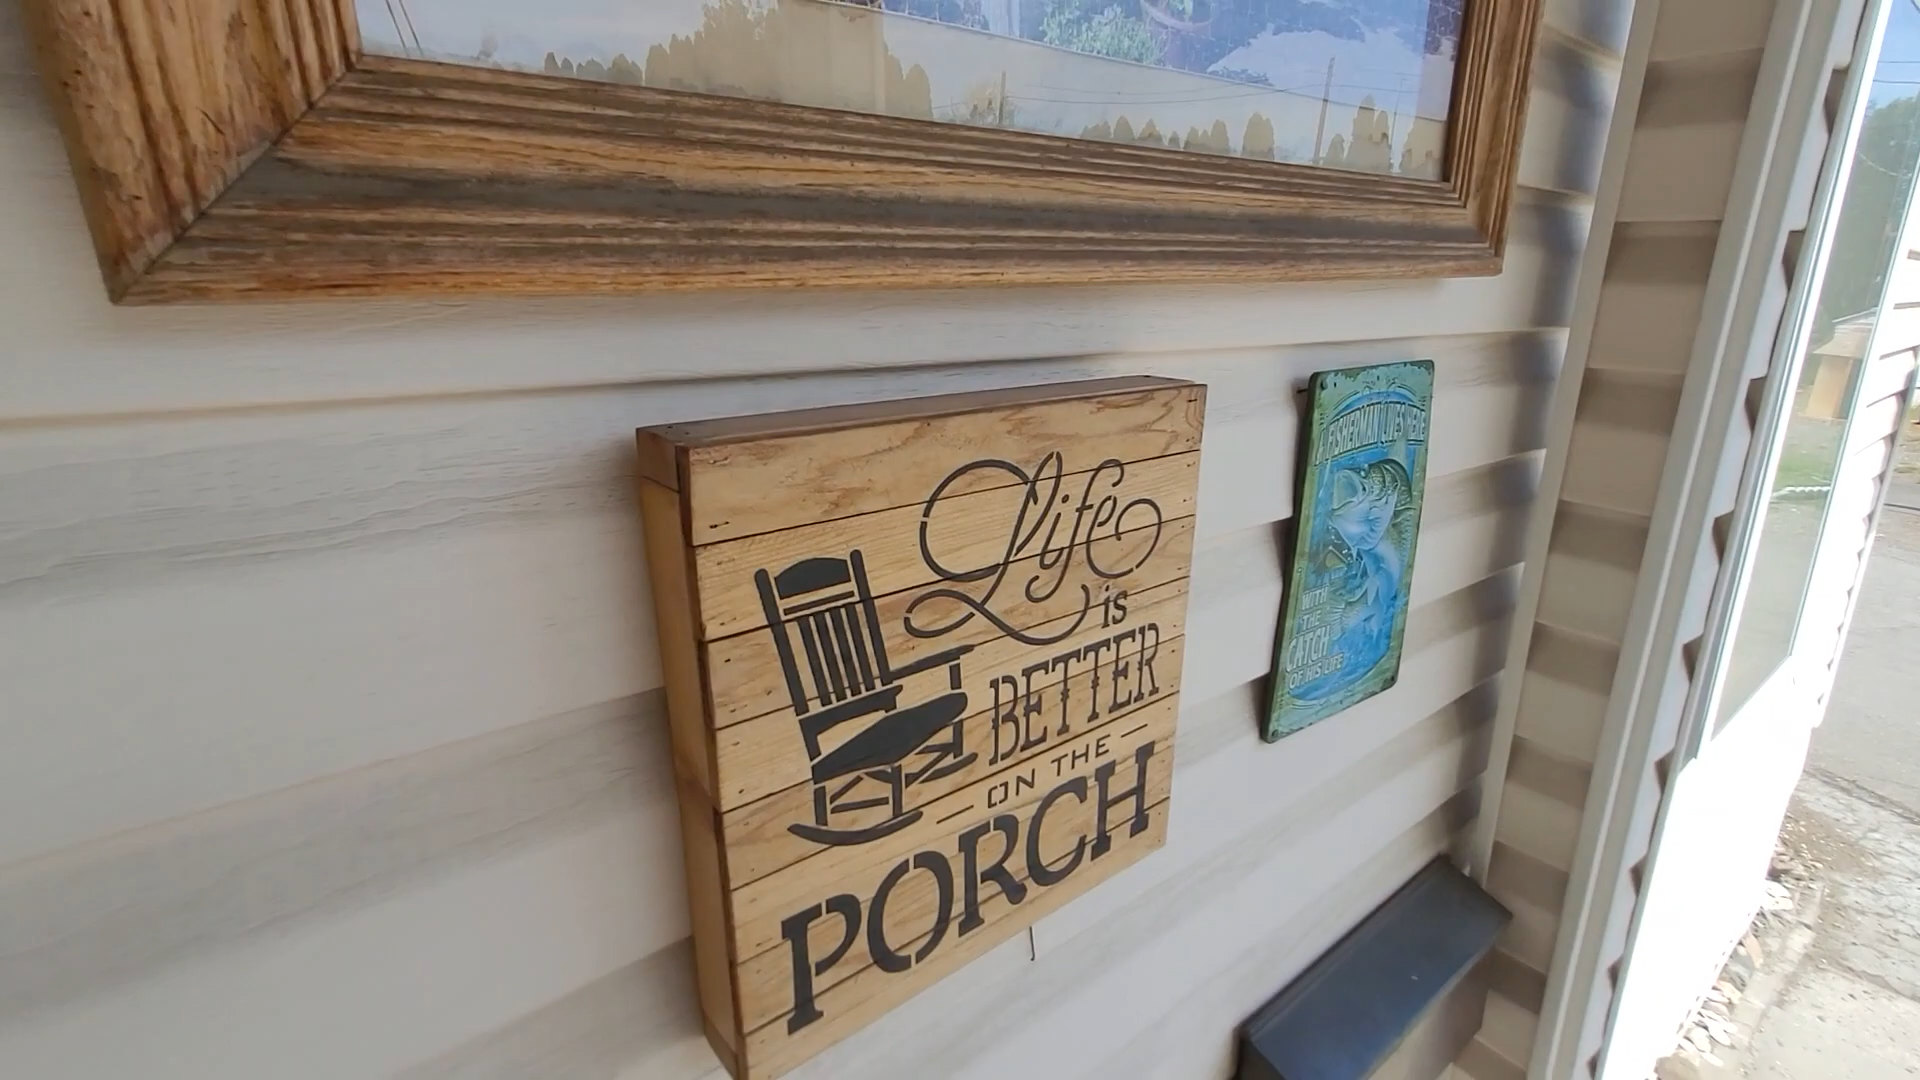 Life
is
BETTER
ON THE
PORCH
A FISHERMAN LIVES HERE
WITH
THE
CATCH
OF HIS LIFE